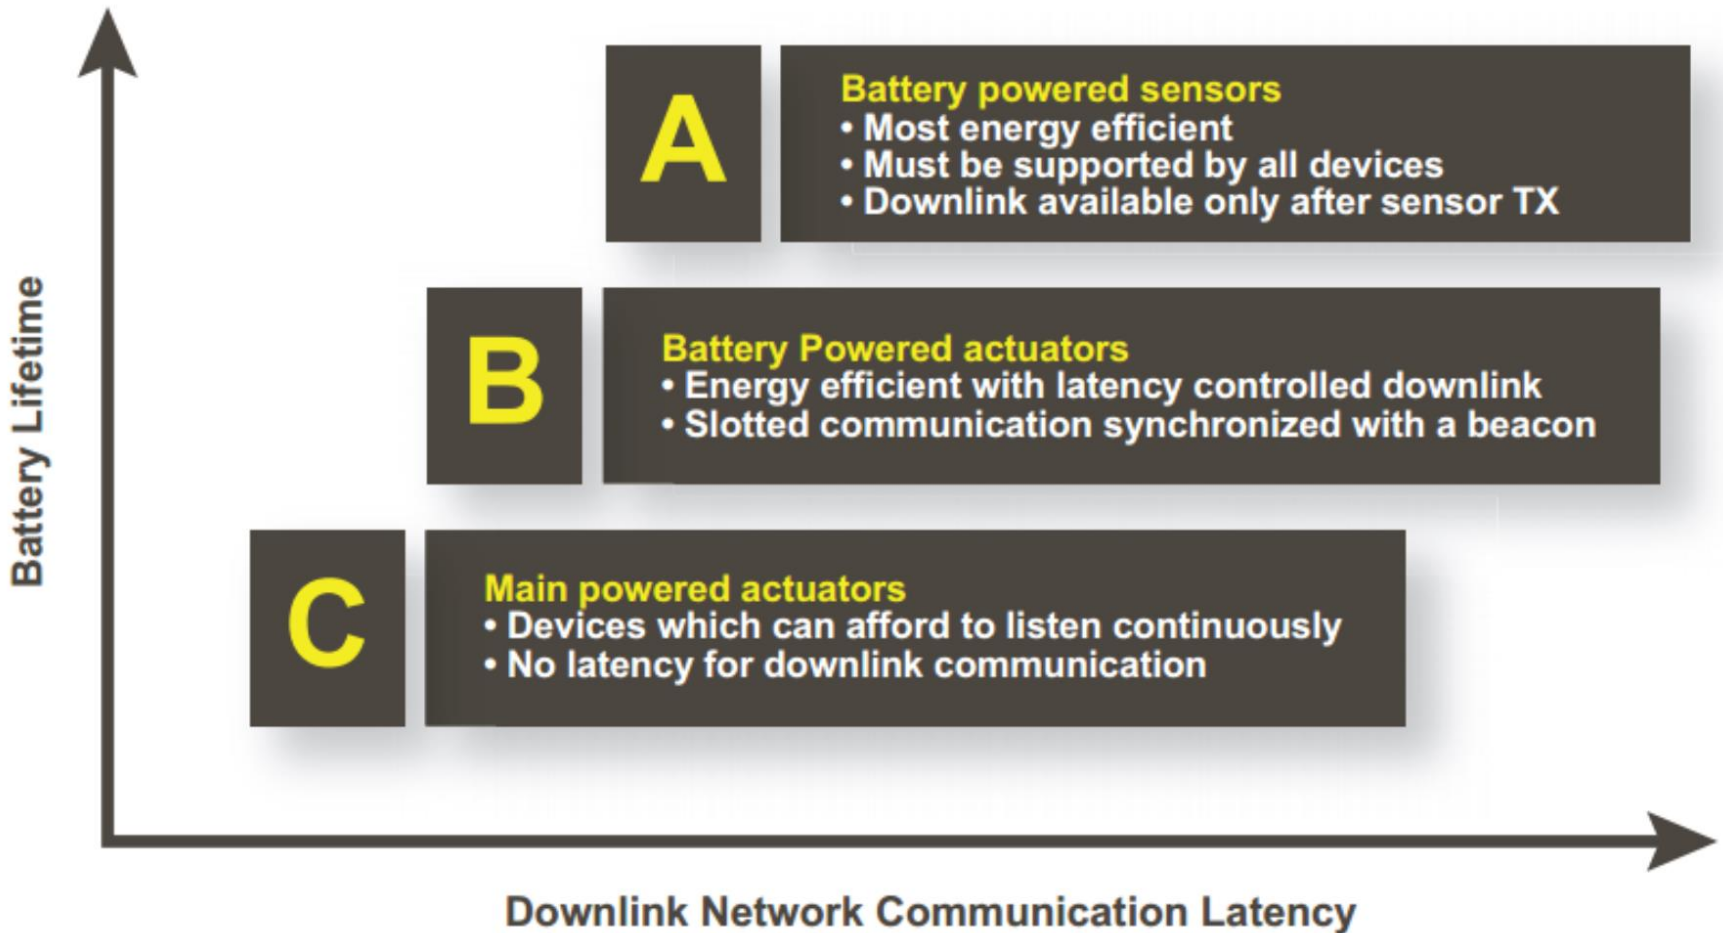 A
Battery powered sensors
• Most energy efficient
• Must be supported by all devices
• Downlink available only after sensor TX
B
Battery Powered actuators
• Energy efficient with latency controlled downlink
• Slotted communication synchronized with a beacon
C
Main powered actuators
• Devices which can afford to listen continuously
• No latency for downlink communication
Battery Lifetime
Downlink Network Communication Latency